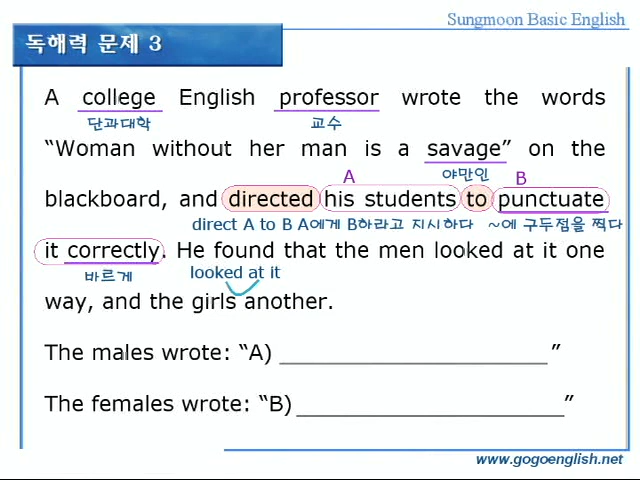 Sungmoon Basic English
독해력 문제 3
A college English professor wrote the words
단과대학 교수
“Woman without her man is a savage” on the
A 야만인 B
blackboard, and directed his students to punctuate
direct A to B A에게 B하라고 지시하다 ~에 구두점을 찍다
it correctly. He found that the men looked at it one
바르게 looked at it
way, and the girls another.
The males wrote: “A) ____________________ ”
The females wrote: “B) ____________________ ”
www.gogoenglish.net